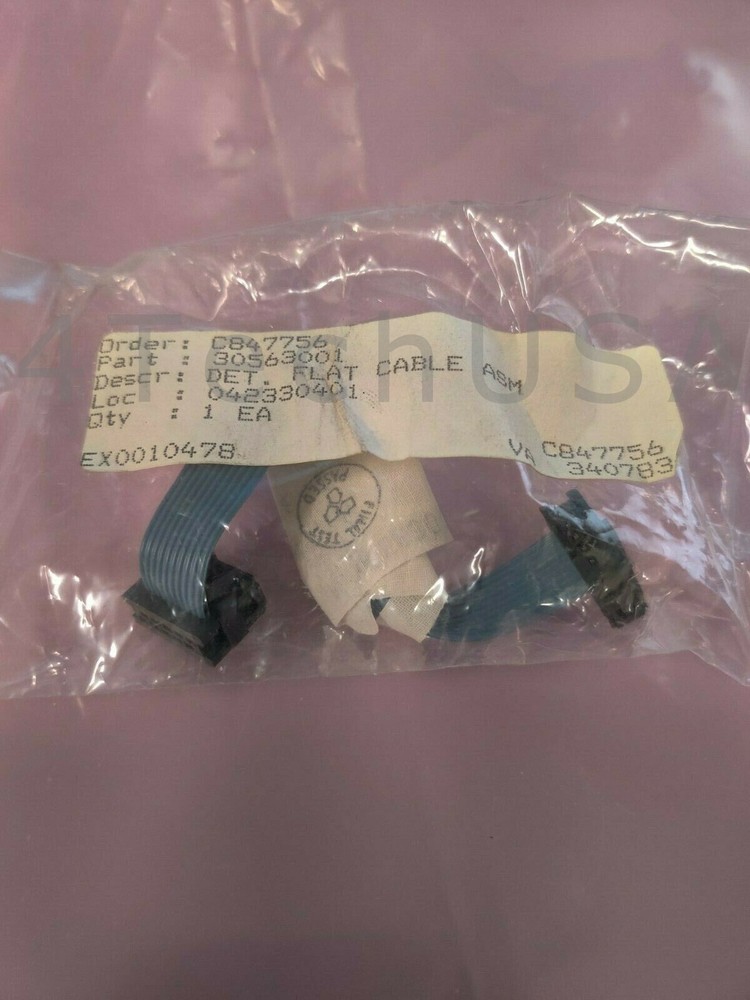 Order: C847756
Part : 30563001
Descr: DET. FLAT CABLE ASM
Loc : 042330401
Qty : 1 EA
EX0010478
VA C847756
340783
FINAL TEST
PASSED
4TechUSA